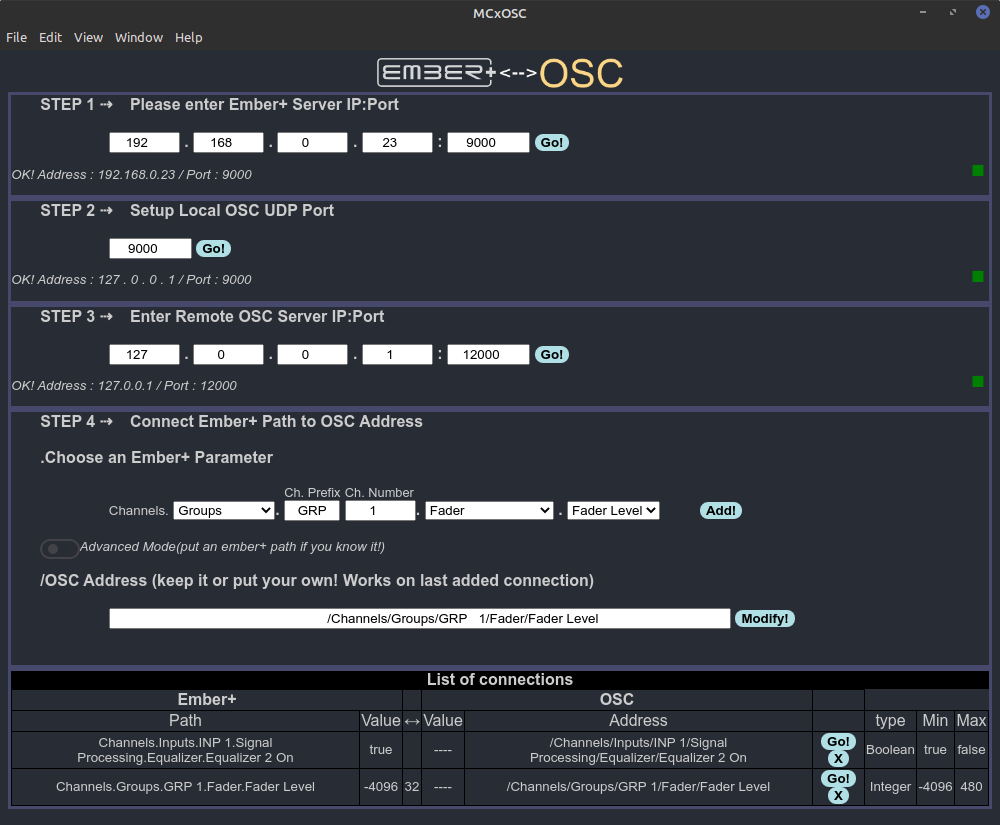 MCxOSC
File Edit View Window Help
EMBER+<-->OSC
STEP 1 ⇢ Please enter Ember+ Server IP:Port
192 . 168 . 0 . 23 : 9000 Go!
OK! Address : 192.168.0.23 / Port : 9000
STEP 2 ⇢ Setup Local OSC UDP Port
9000 Go!
OK! Address : 127 . 0 . 0 . 1 / Port : 9000
STEP 3 ⇢ Enter Remote OSC Server IP:Port
127 . 0 . 0 . 1 : 12000 Go!
OK! Address : 127.0.0.1 / Port : 12000
STEP 4 ⇢ Connect Ember+ Path to OSC Address
.Choose an Ember+ Parameter
Ch. Prefix Ch. Number
Channels. Groups . GRP 1 . Fader . Fader Level Add!
Advanced Mode(put an ember+ path if you know it!)
/OSC Address (keep it or put your own! Works on last added connection)
/Channels/Groups/GRP 1/Fader/Fader Level Modify!
List of connections
Ember+ OSC
Path Value ↔ Value Address type Min Max
Channels.Inputs.INP 1.Signal
Processing.Equalizer.Equalizer 2 On
true ----
/Channels/Inputs/INP 1/Signal
Processing/Equalizer/Equalizer 2 On
Go!
X
Boolean true false
Channels.Groups.GRP 1.Fader.Fader Level -4096 32 ---- /Channels/Groups/GRP 1/Fader/Fader Level
Go!
X
Integer -4096 480